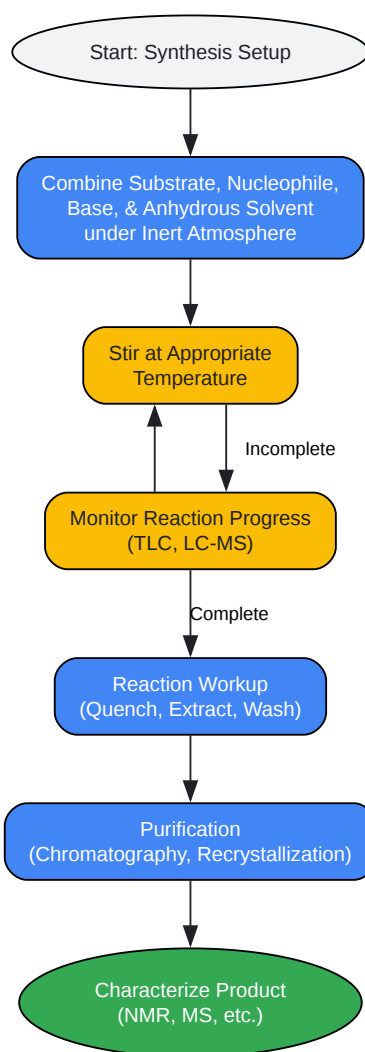 Start: Synthesis Setup
Combine Substrate, Nucleophile,
Base, & Anhydrous Solvent
under Inert Atmosphere
Stir at Appropriate
Temperature
Incomplete
Monitor Reaction Progress
(TLC, LC-MS)
Complete
Reaction Workup
(Quench, Extract, Wash)
Purification
(Chromatography, Recrystallization)
Characterize Product
(NMR, MS, etc.)